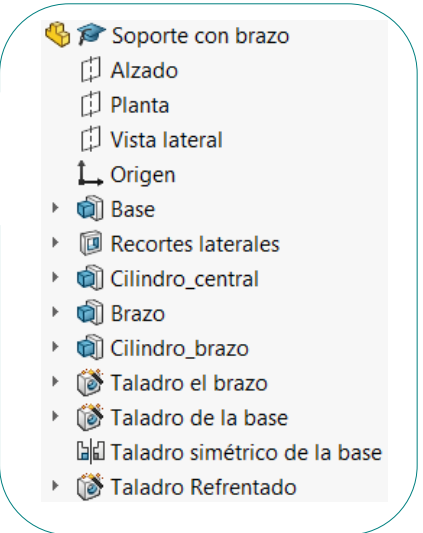 Soporte con brazo
Alzado
Planta
Vista lateral
Origen
Base
Recortes laterales
Cilindro_central
Brazo
Cilindro_brazo
Taladro el brazo
Taladro de la base
Taladro simétrico de la base
Taladro Refrentado